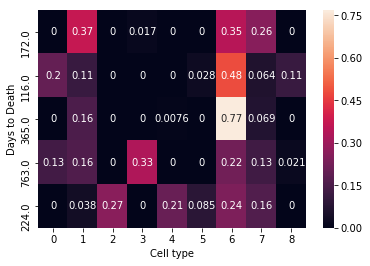 Days to Death
172.0 0 0.37 0 0.017 0 0 0.35 0.26 0
116.0 0.2 0.11 0 0 0 0.028 0.48 0.064 0.11
365.0 0 0.16 0 0 0.0076 0 0.77 0.069 0
763.0 0.13 0.16 0 0.33 0 0 0.22 0.13 0.021
224.0 0 0.038 0.27 0 0.21 0.085 0.24 0.16 0
0 1 2 3 4 5 6 7 8
Cell type
0.75
0.60
0.45
0.30
0.15
0.00